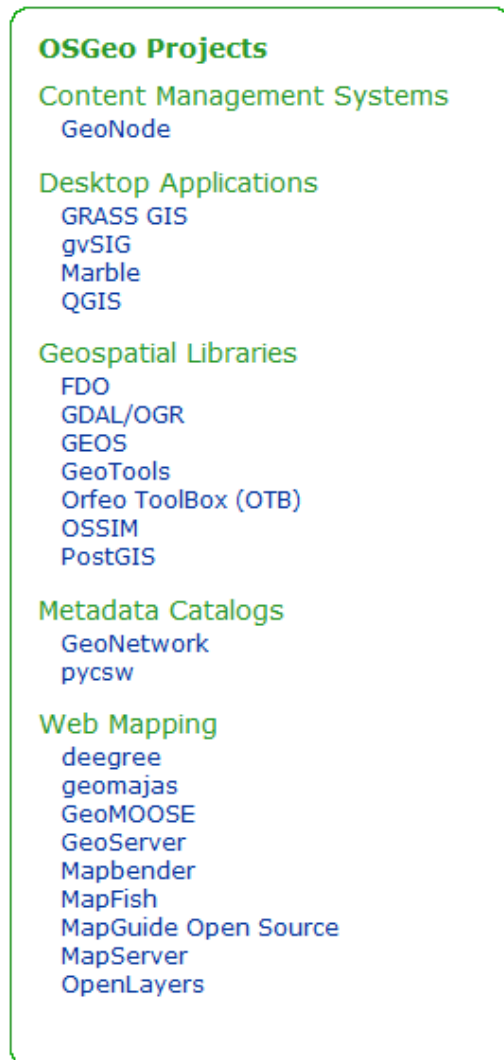 OSGeo Projects
Content Management Systems
GeoNode
Desktop Applications
GRASS GIS
gvSIG
Marble
QGIS
Geospatial Libraries
FDO
GDAL/OGR
GEOS
GeoTools
Orfeo ToolBox (OTB)
OSSIM
PostGIS
Metadata Catalogs
GeoNetwork
pycsw
Web Mapping
deegree
geomajas
GeoMOOSE
GeoServer
Mapbender
MapFish
MapGuide Open Source
MapServer
OpenLayers